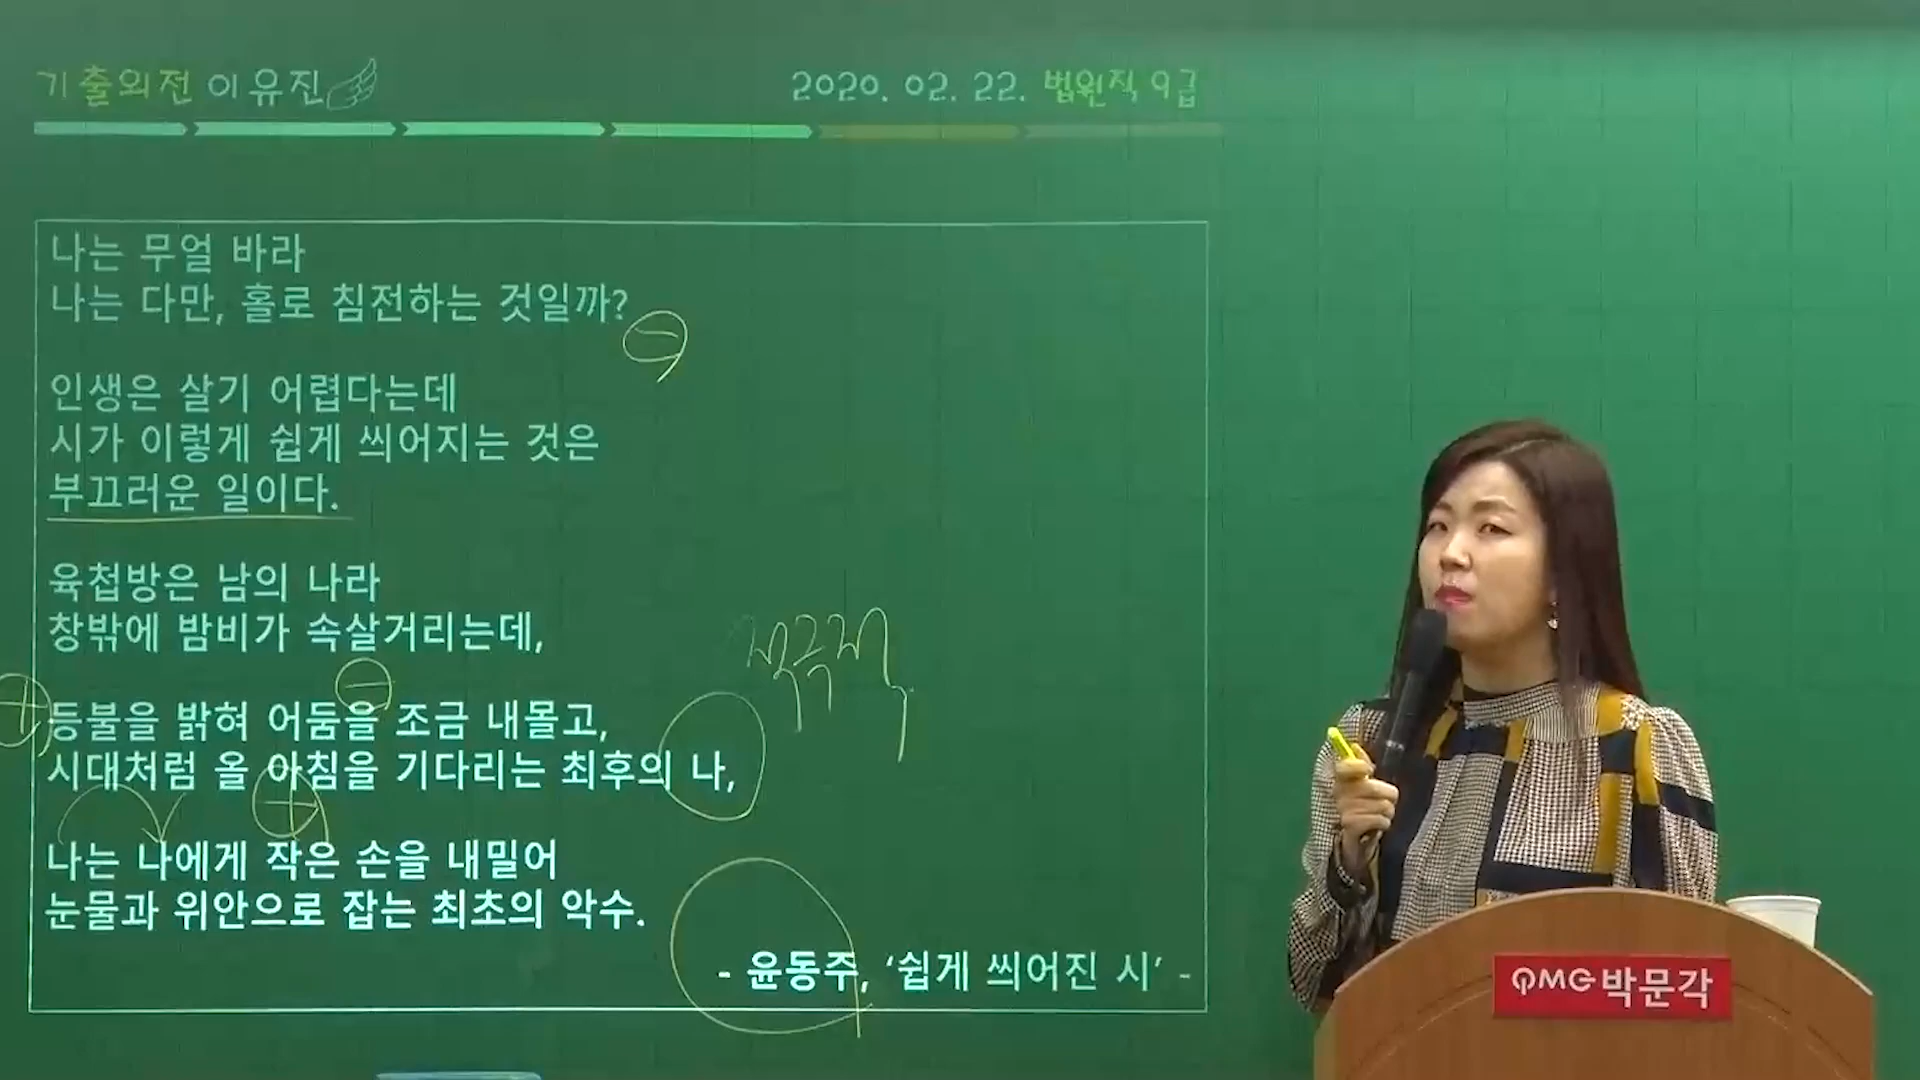 기출외전 이유진
2020. 02. 22. 법원직 9급
나는 무얼 바라
나는 다만, 홀로 침전하는 것일까?
인생은 살기 어렵다는데
시가 이렇게 쉽게 씌어지는 것은
부끄러운 일이다.
육첩방은 남의 나라
창밖에 밤비가 속살거리는데,
등불을 밝혀 어둠을 조금 내몰고,
시대처럼 올 아침을 기다리는 최후의 나,
나는 나에게 작은 손을 내밀어
눈물과 위안으로 잡는 최초의 악수.
- 윤동주, ‘쉽게 씌어진 시’ -
PMG 박문각